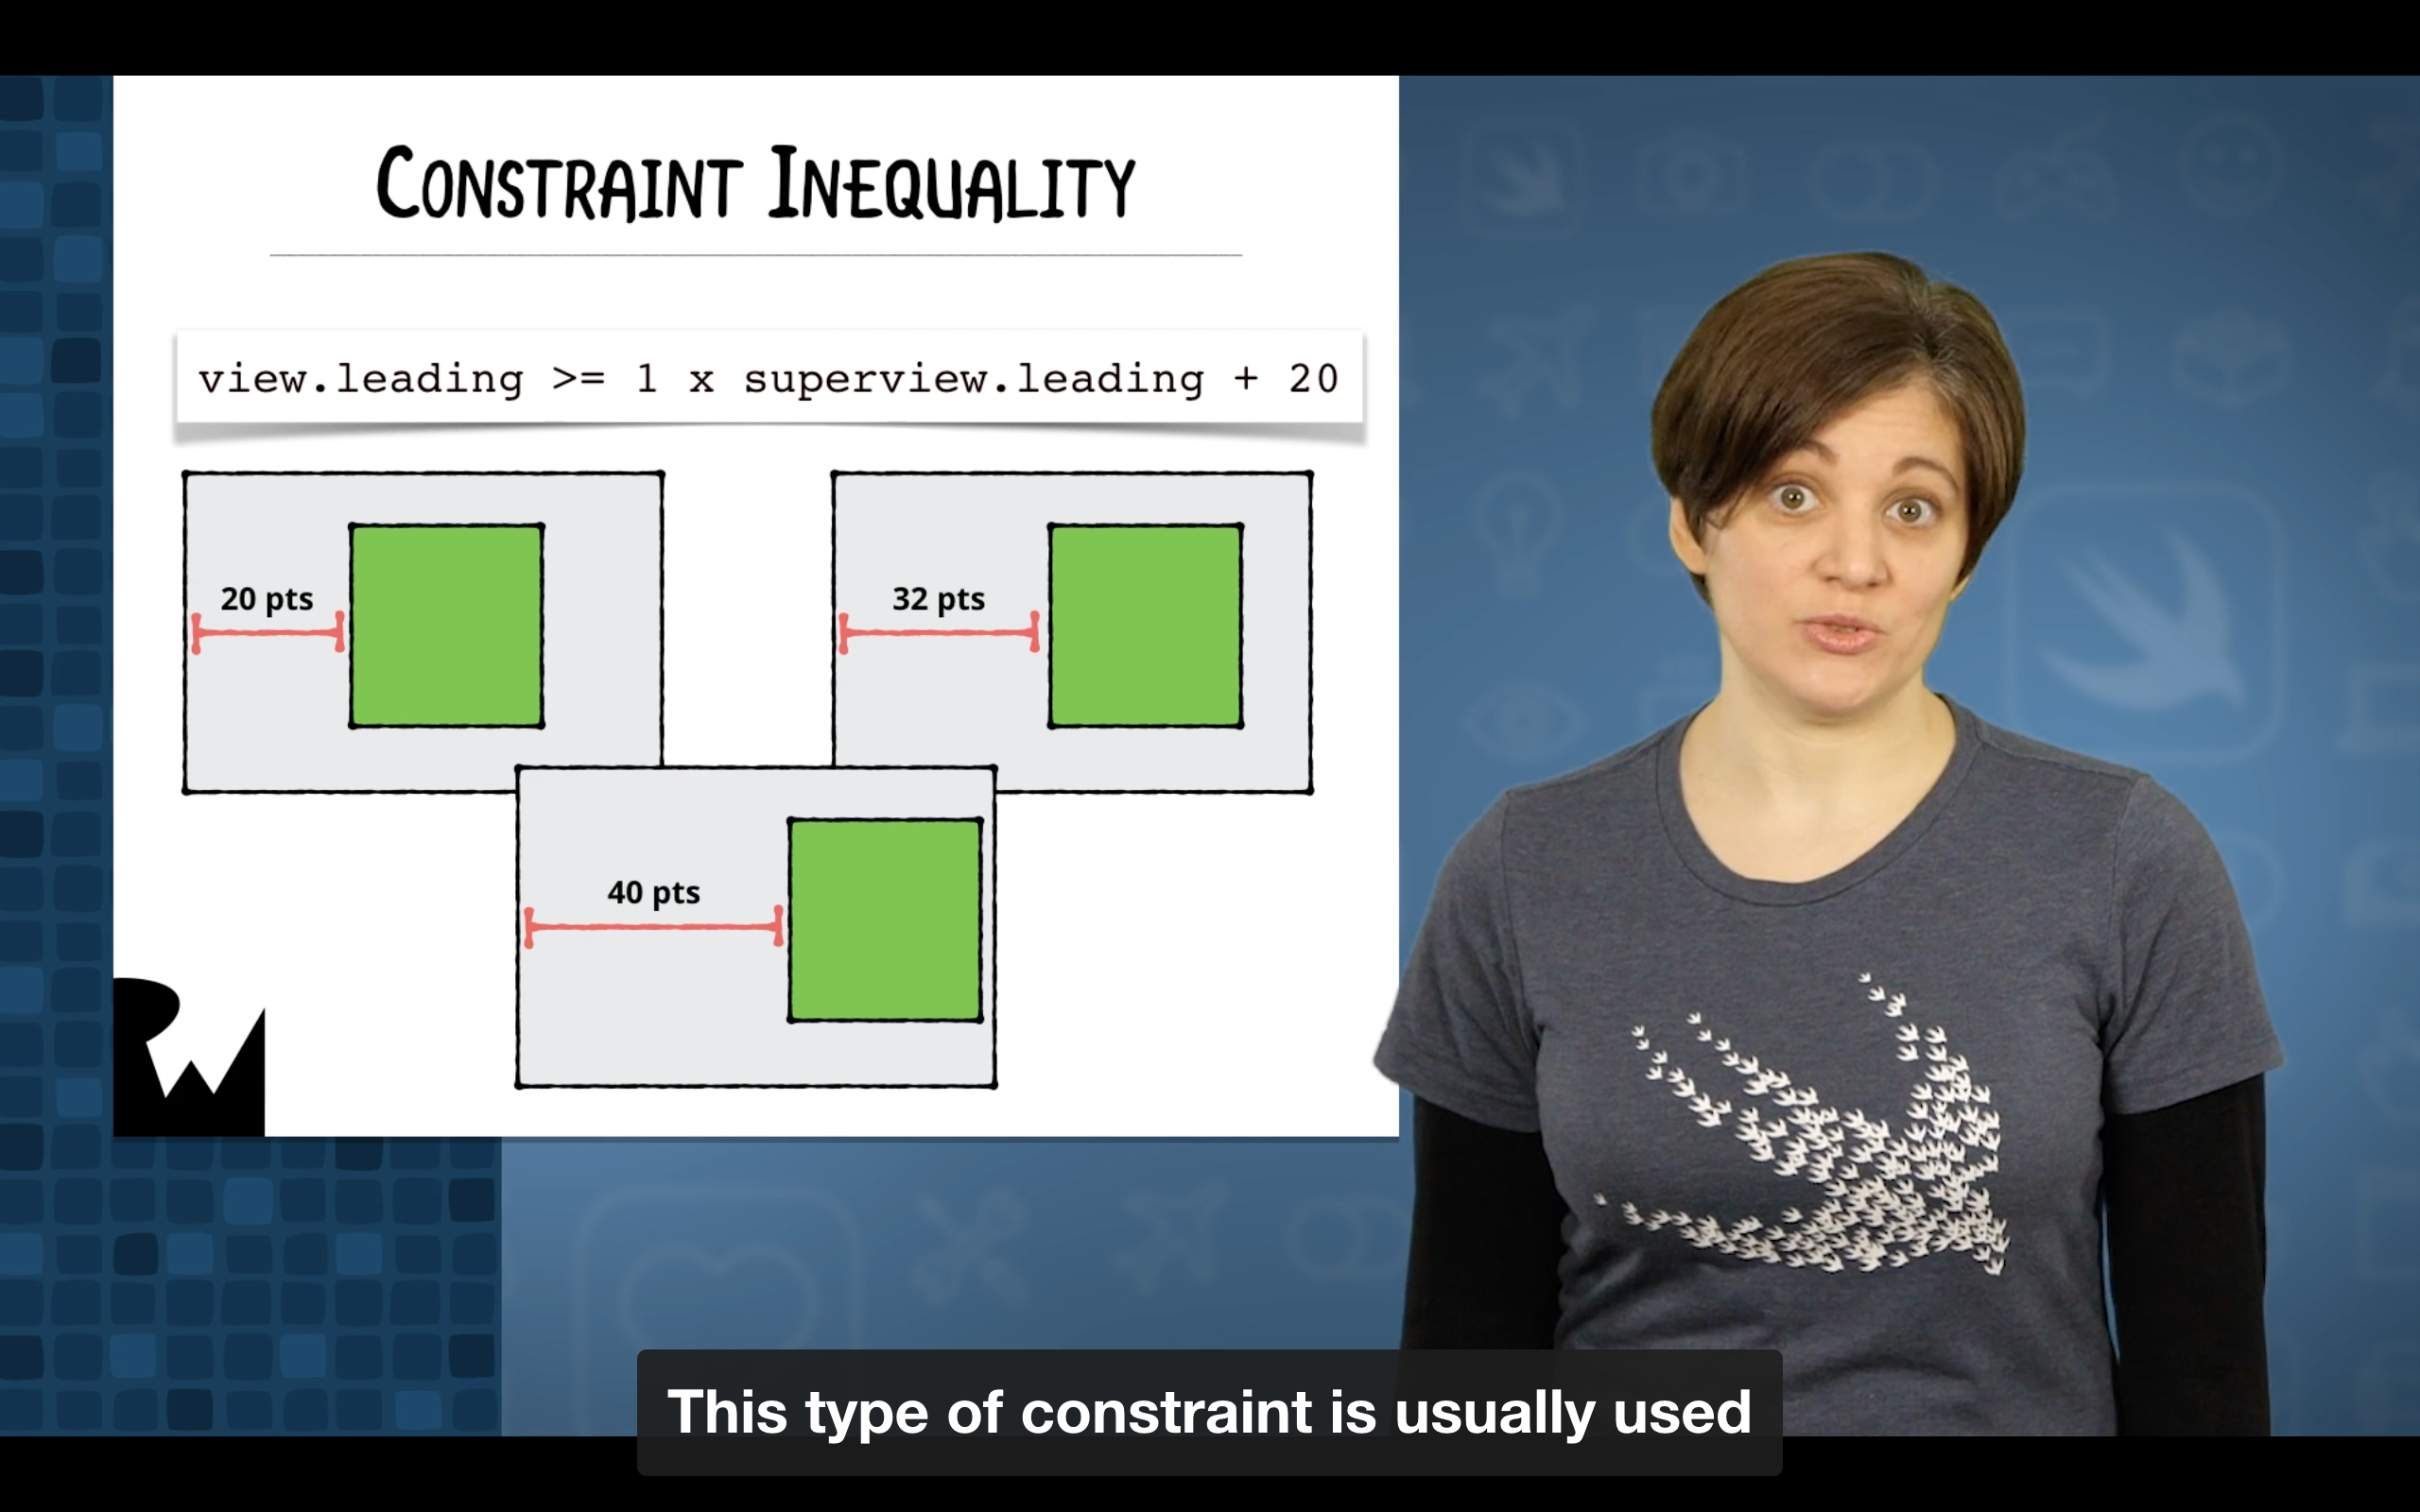 CONSTRAINT INEQUALITY
view.leading >= 1 x superview.leading + 20
20 pts
32 pts
40 pts
RW
This type of constraint is usually used